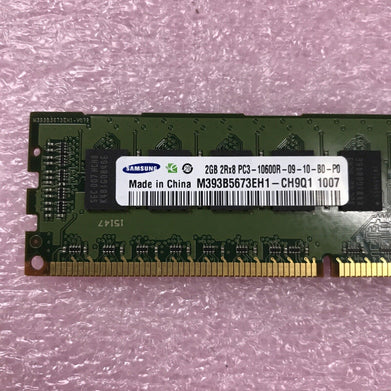 SAMSUNG
2GB 2Rx8 PC3-10600R-09-10-B0-P0
Made in China M393B5673EH1-CH9Q1 1007
15147